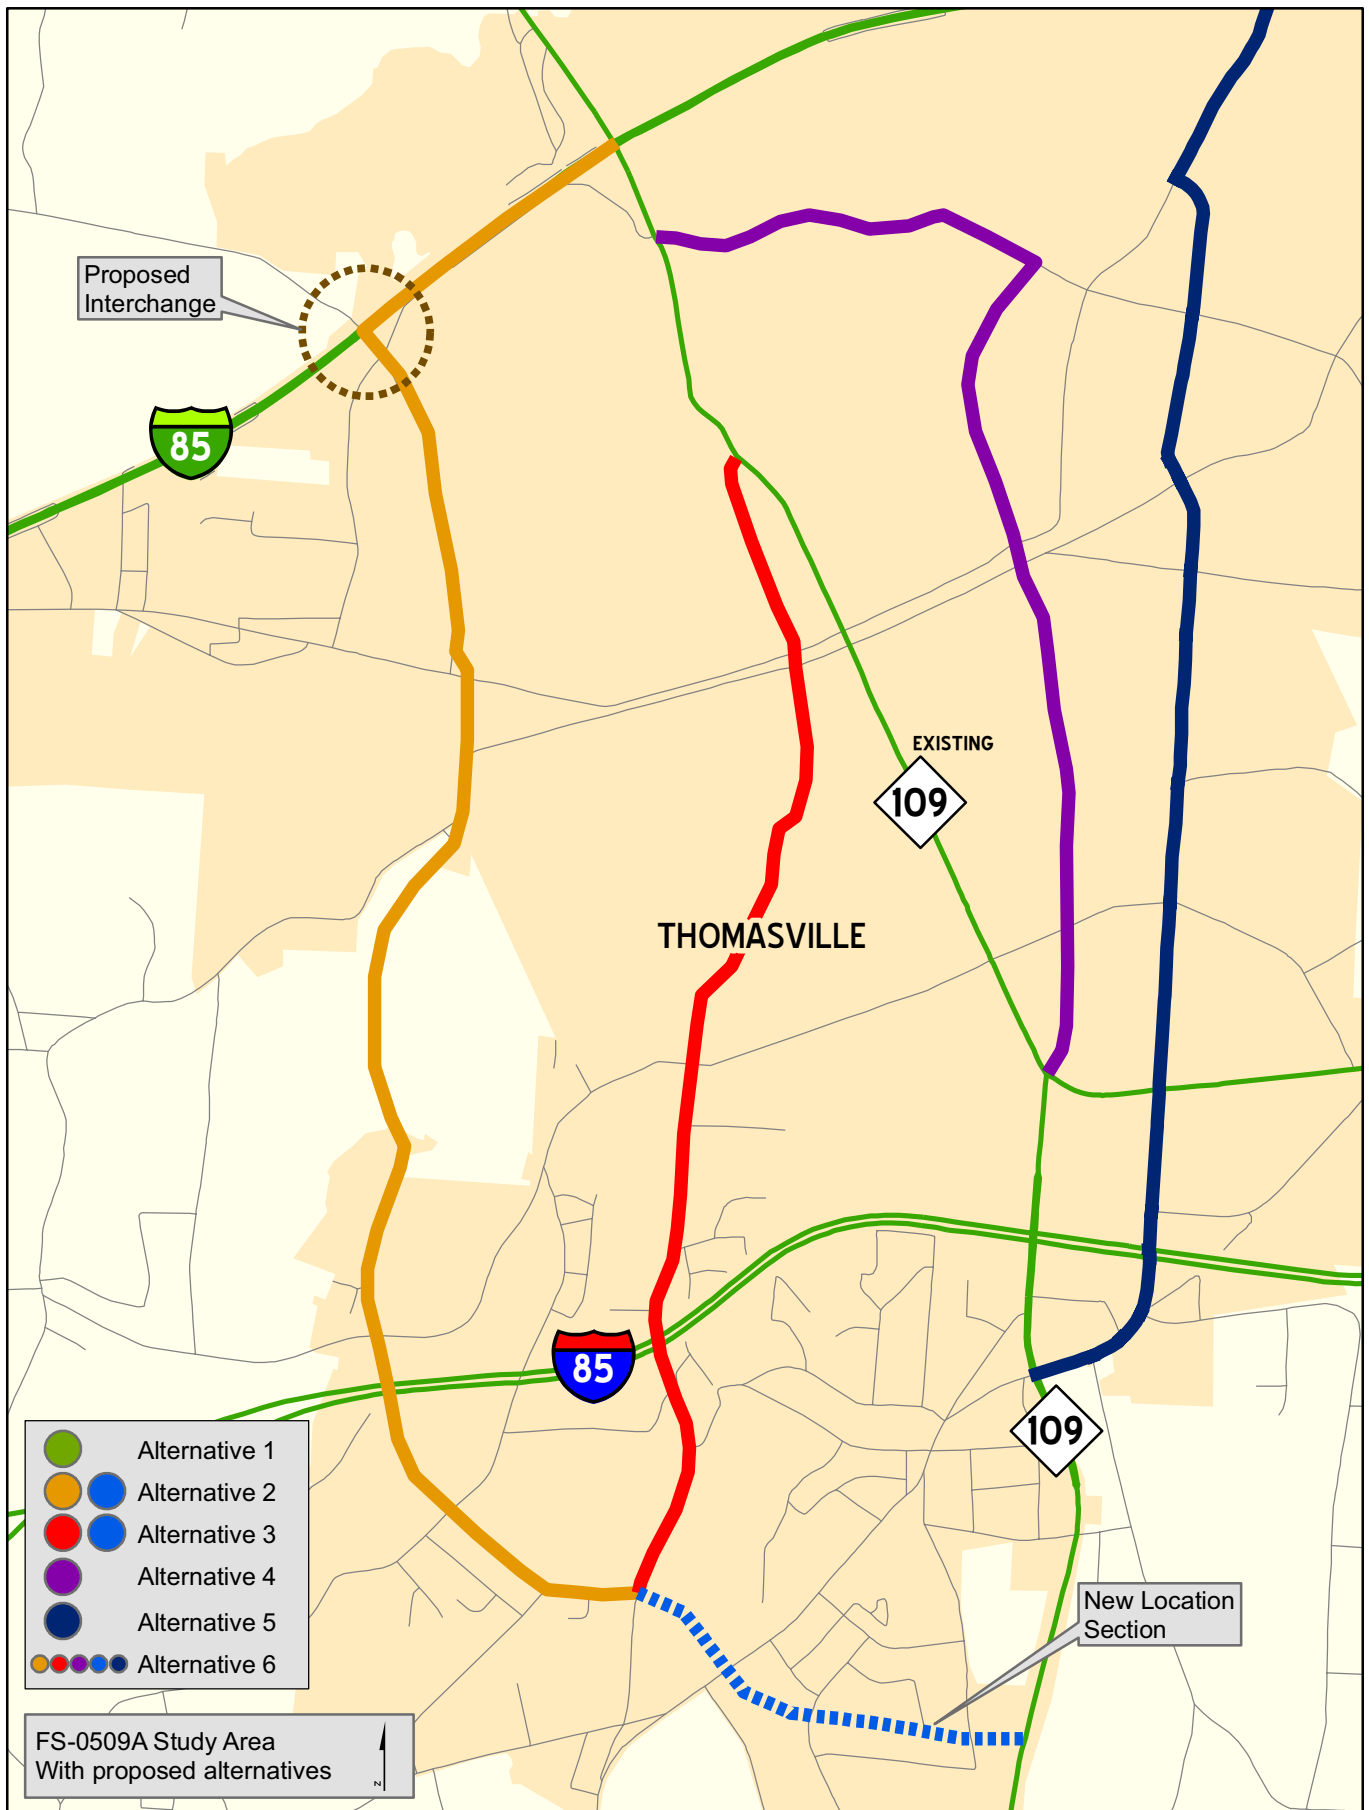 Proposed
Interchange
85
EXISTING
109
THOMASVILLE
85
109
Alternative 1
Alternative 2
Alternative 3
Alternative 4
Alternative 5
Alternative 6
New Location
Section
FS-0509A Study Area
With proposed alternatives
N